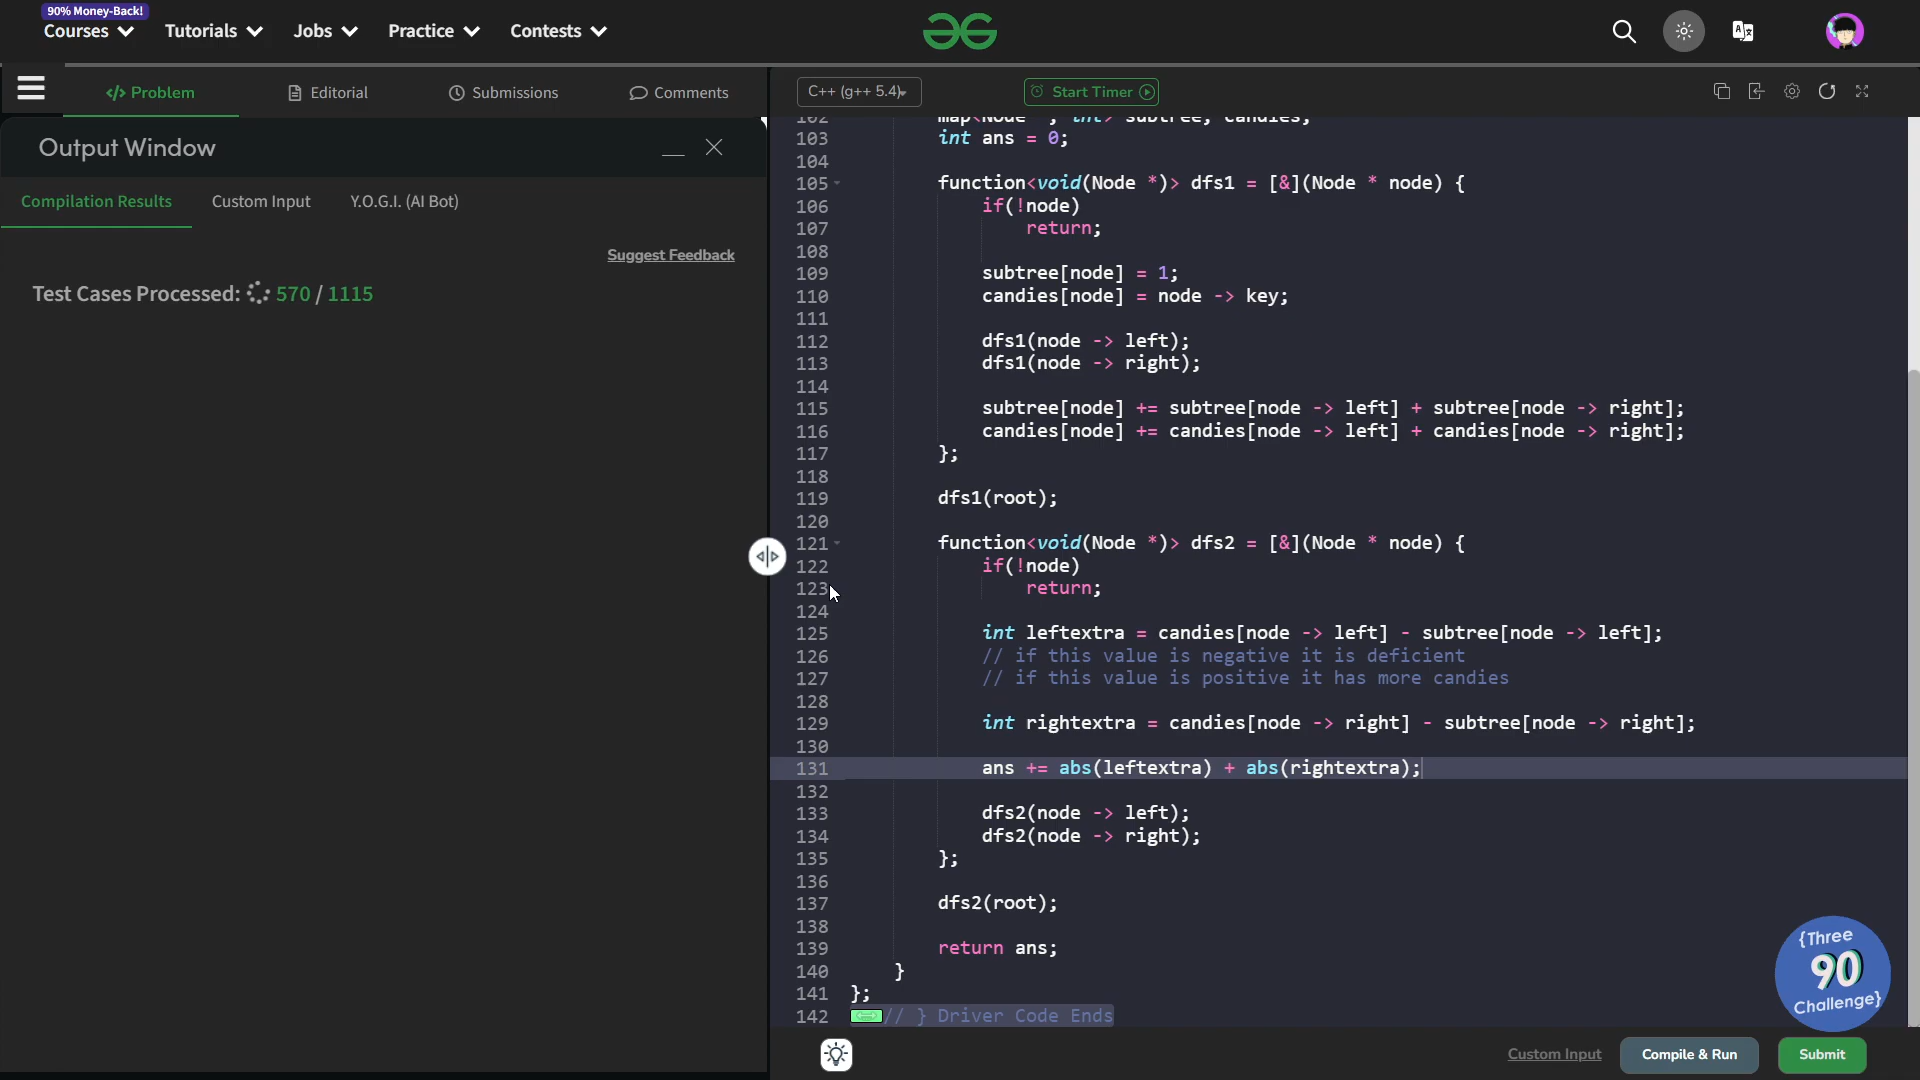 90% Money-Back!
Courses
Tutorials
Jobs
Practice
Contests
Problem
Editorial
Submissions
Comments
C++ (g++ 5.4)
Start Timer
Output Window
Compilation Results
Custom Input
Y.O.G.I. (AI Bot)
Suggest Feedback
Test Cases Processed: 570 / 1115
102 map<Node *, int> subtree, candies;
103 int ans = 0;
104
105 function<void(Node *)> dfs1 = [&](Node * node) {
106 if(!node)
107 return;
108
109 subtree[node] = 1;
110 candies[node] = node -> key;
111
112 dfs1(node -> left);
113 dfs1(node -> right);
114
115 subtree[node] += subtree[node -> left] + subtree[node -> right];
116 candies[node] += candies[node -> left] + candies[node -> right];
117 };
118
119 dfs1(root);
120
121 function<void(Node *)> dfs2 = [&](Node * node) {
122 if(!node)
123 return;
124
125 int leftextra = candies[node -> left] - subtree[node -> left];
126 // if this value is negative it is deficient
127 // if this value is positive it has more candies
128
129 int rightextra = candies[node -> right] - subtree[node -> right];
130
131 ans += abs(leftextra) + abs(rightextra);
132
133 dfs2(node -> left);
134 dfs2(node -> right);
135 };
136
137 dfs2(root);
138
139 return ans;
140 }
141 };
142 // } Driver Code Ends
{Three
90
Challenge}
Custom Input
Compile & Run
Submit